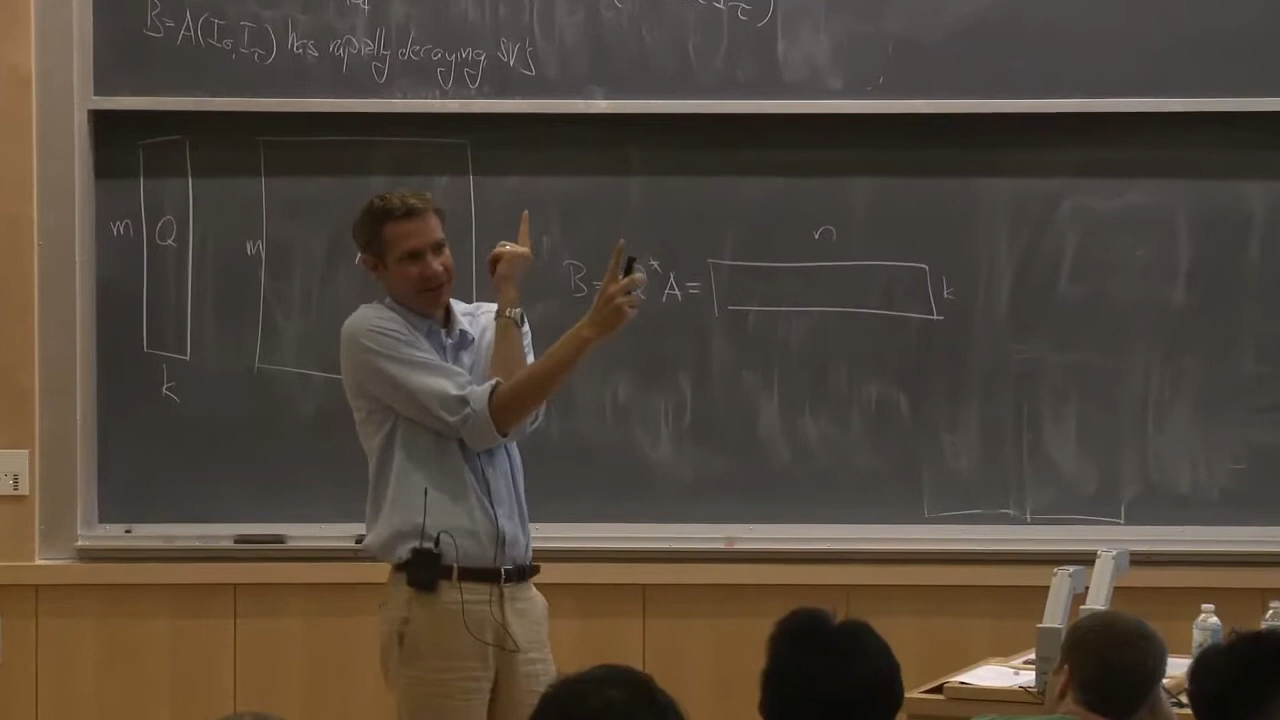 B=A(I_σ,I_τ) has rapidly decaying SV's
m Q k
m
B=Q*A=
n
k